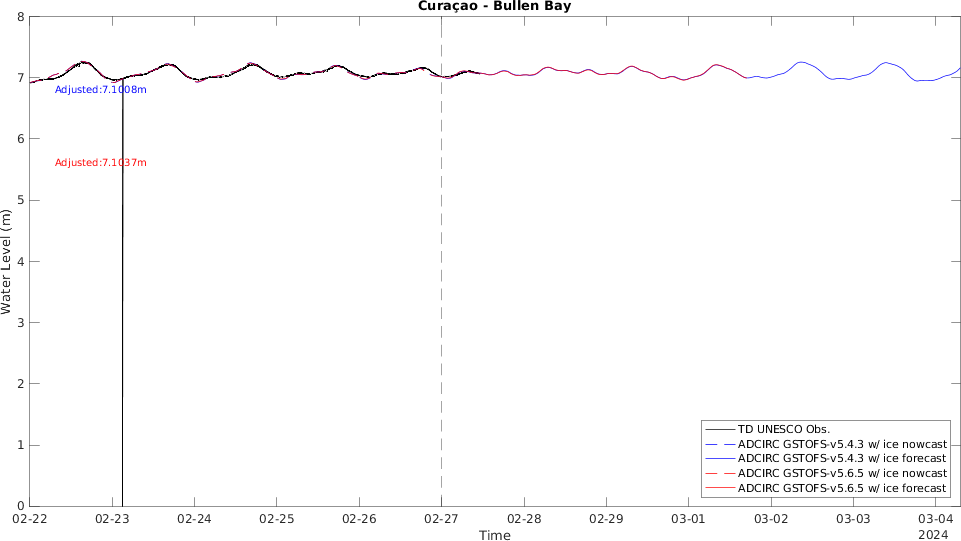 Curaçao - Bullen Bay
8
7
6
5
4
3
2
1
0
Water Level (m)
Adjusted:7.1008m
Adjusted:7.1037m
TD UNESCO Obs.
ADCIRC GSTOFS-v5.4.3 w/ ice nowcast
ADCIRC GSTOFS-v5.4.3 w/ ice forecast
ADCIRC GSTOFS-v5.6.5 w/ ice nowcast
ADCIRC GSTOFS-v5.6.5 w/ ice forecast
02-22 02-23 02-24 02-25 02-26 02-27 02-28 02-29 03-01 03-02 03-03 03-04
Time
2024